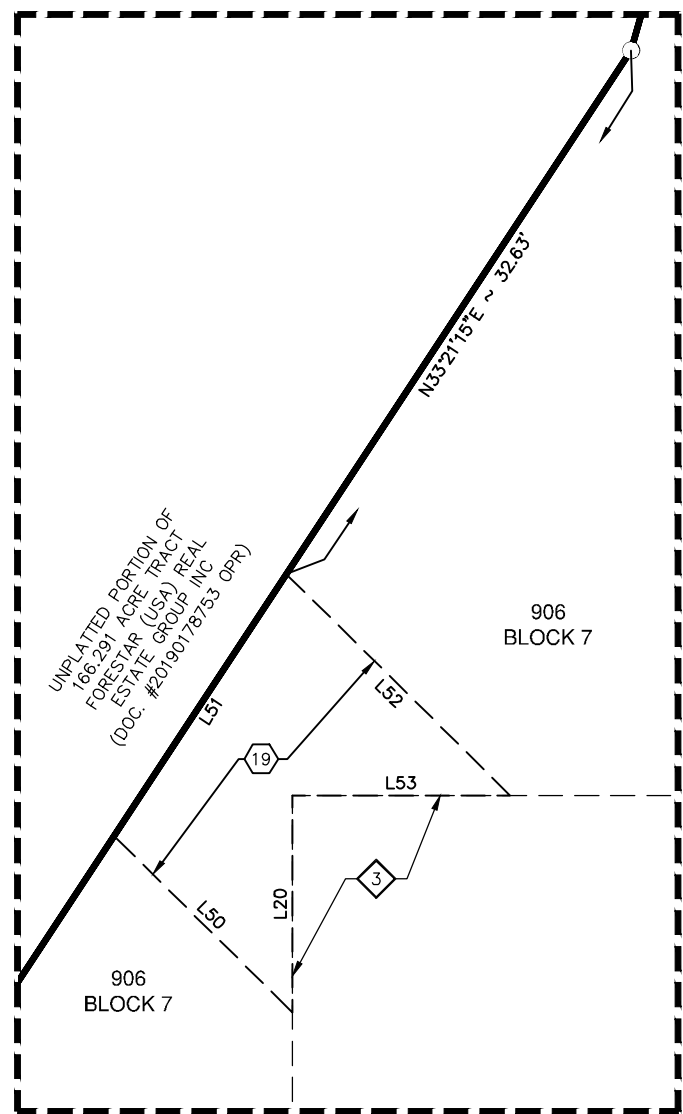 N33°21'15"E ~ 32.63'
UNPLATTED PORTION OF
166.291 ACRE TRACT
FORESTAR (USA) REAL
ESTATE GROUP INC
(DOC. #20190178753 OPR)
906
BLOCK 7
L51
L52
19
L53
3
L20
L50
906
BLOCK 7